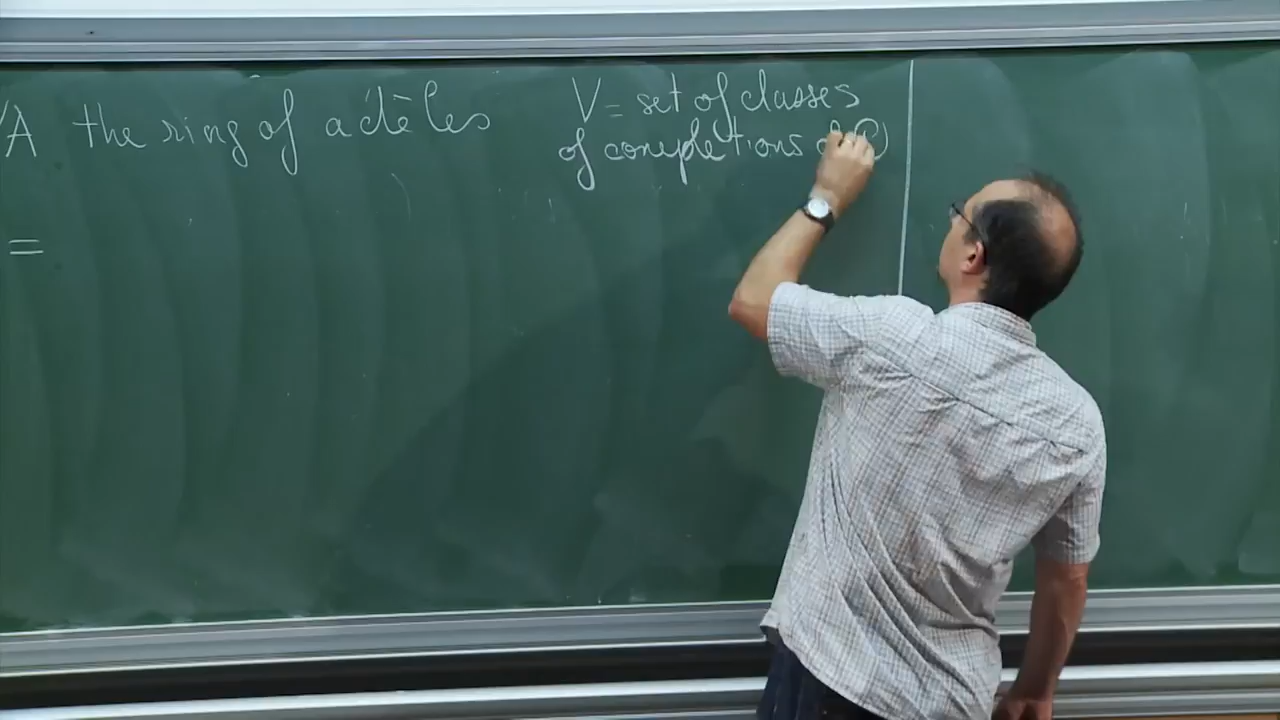 A the ring of adèles
V = set of classes
of completions of Q
=